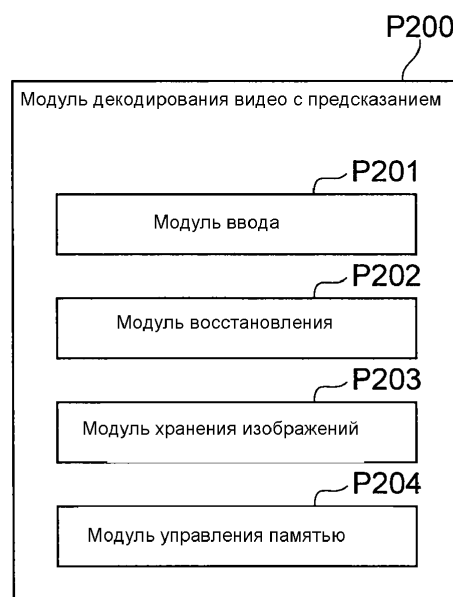 P200
Модуль декодирования видео с предсказанием
P201
Модуль ввода
P202
Модуль восстановления
P203
Модуль хранения изображений
P204
Модуль управления памятью